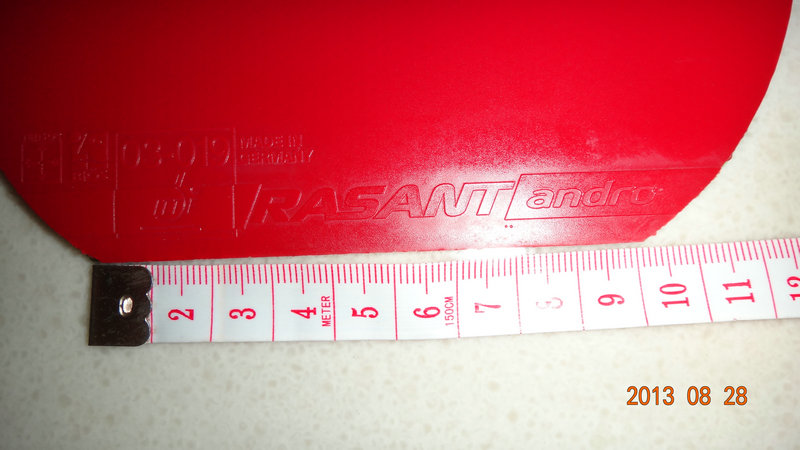 03-019
MADE IN
GERMANY
RASANT andro
2 3 4 METER 5 6 150CM 7 8 9 10 11 12
2013 08 28